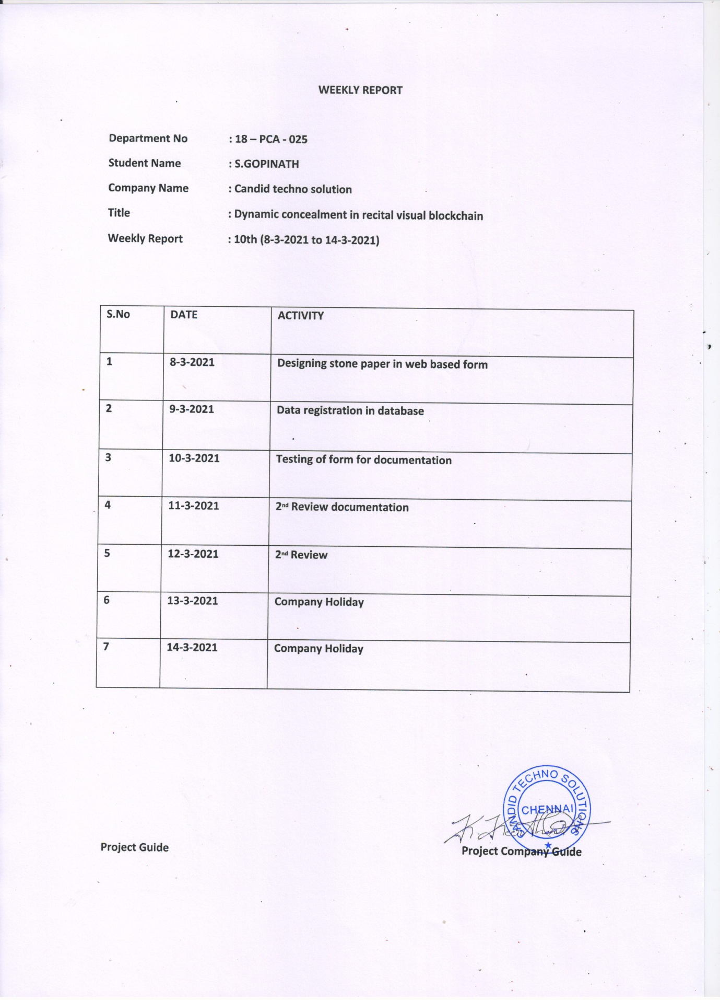 WEEKLY REPORT
Department No : 18 – PCA - 025
Student Name : S.GOPINATH
Company Name : Candid techno solution
Title : Dynamic concealment in recital visual blockchain
Weekly Report : 10th (8-3-2021 to 14-3-2021)
S.No DATE ACTIVITY
1 8-3-2021 Designing stone paper in web based form
2 9-3-2021 Data registration in database
3 10-3-2021 Testing of form for documentation
4 11-3-2021 2nd Review documentation
5 12-3-2021 2nd Review
6 13-3-2021 Company Holiday
7 14-3-2021 Company Holiday
CANDID TECHNO SOLUTIONS
CHENNAI
Project Guide Project Company Guide